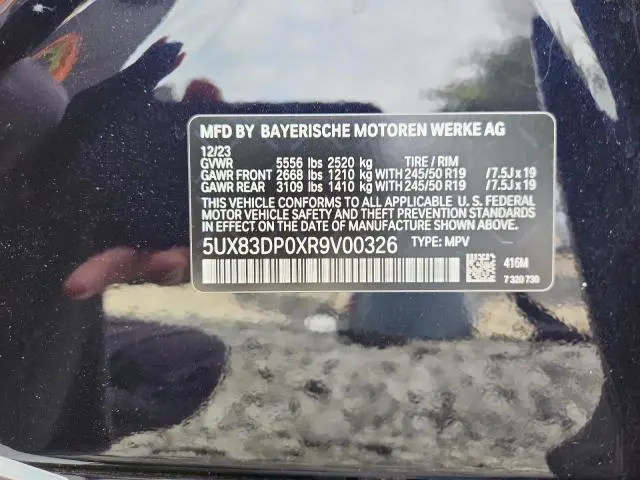 MFD BY BAYERISCHE MOTOREN WERKE AG
12/23
GVWR 5556 lbs 2520 kg TIRE / RIM
GAWR FRONT 2668 lbs 1210 kg WITH 245/50 R19 /7.5J x 19
GAWR REAR 3109 lbs 1410 kg WITH 245/50 R19 /7.5J x 19
THIS VEHICLE CONFORMS TO ALL APPLICABLE U. S. FEDERAL
MOTOR VEHICLE SAFETY AND THEFT PREVENTION STANDARDS
IN EFFECT ON THE DATE OF MANUFACTURE SHOWN ABOVE.
5UX83DP0XR9V00326 TYPE: MPV
416M
7 320 730